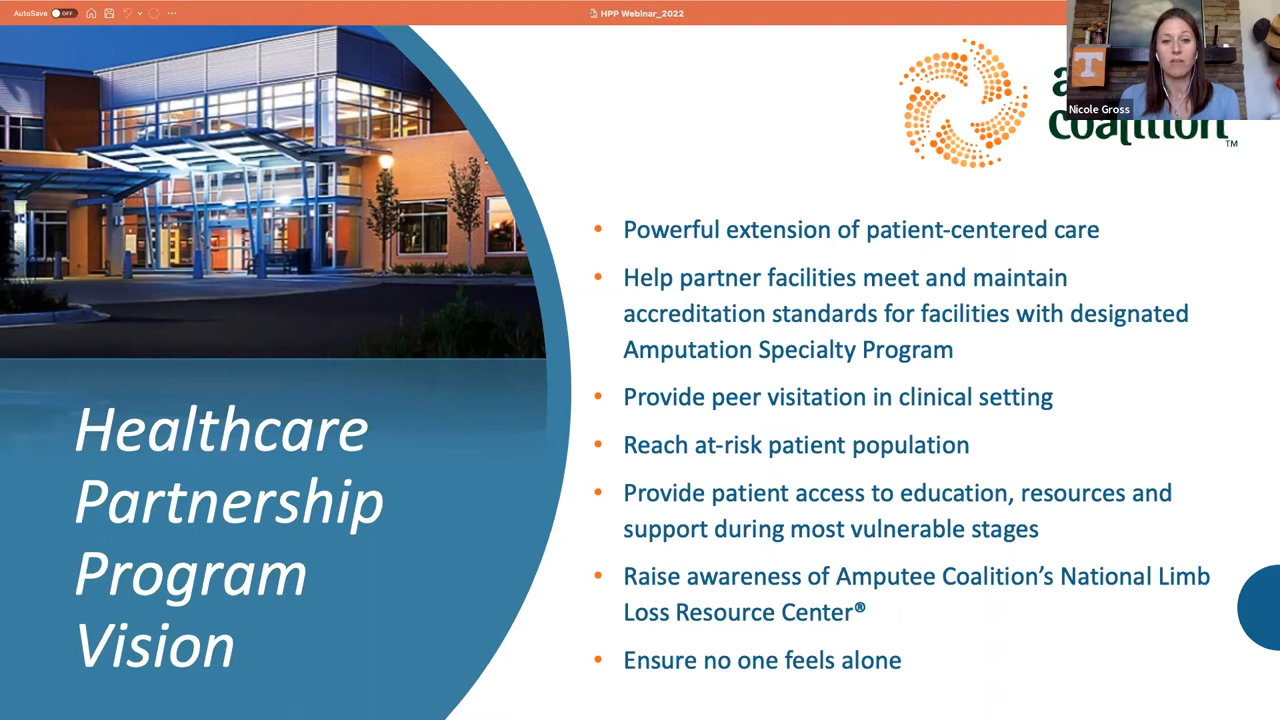 AutoSave OFF
HPP Webinar_2022
Nicole Gross
T
coalition™
Healthcare
Partnership
Program
Vision
• Powerful extension of patient-centered care
• Help partner facilities meet and maintain
accreditation standards for facilities with designated
Amputation Specialty Program
• Provide peer visitation in clinical setting
• Reach at-risk patient population
• Provide patient access to education, resources and
support during most vulnerable stages
• Raise awareness of Amputee Coalition’s National Limb
Loss Resource Center®
• Ensure no one feels alone